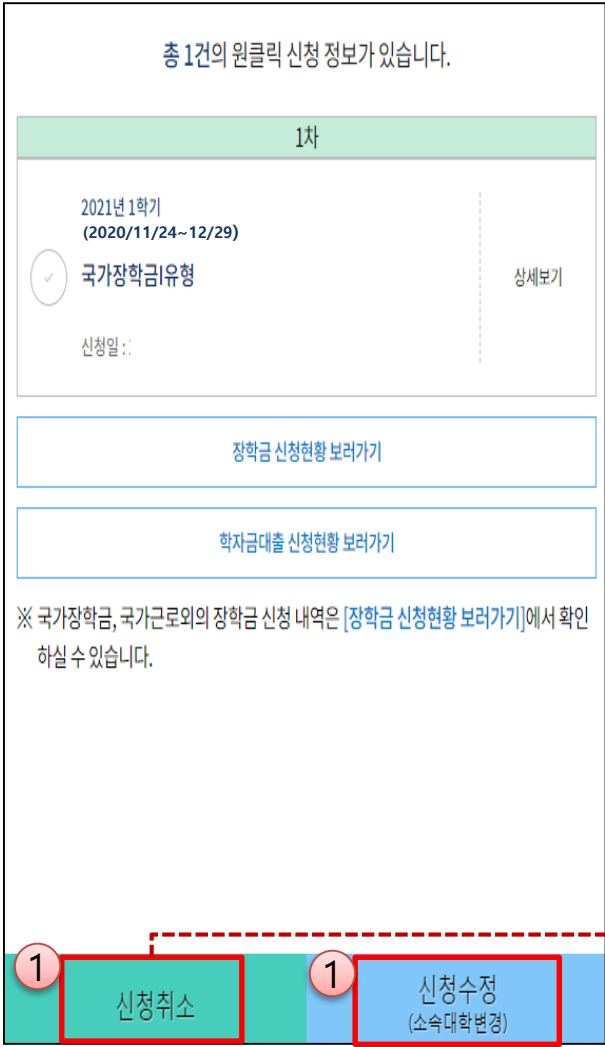 총 1건의 원클릭 신청 정보가 있습니다.
1차
2021년 1학기
(2020/11/24~12/29)
국가장학금I유형
상세보기
신청일 :
장학금 신청현황 보러가기
학자금대출 신청현황 보러가기
※ 국가장학금, 국가근로외의 장학금 신청 내역은 [장학금 신청현황 보러가기]에서 확인
하실 수 있습니다.
1
신청취소
1
신청수정
(소속대학변경)